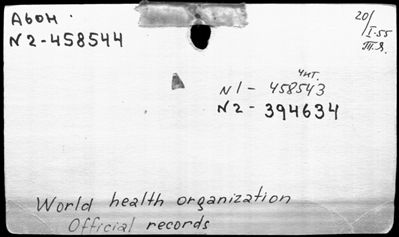 Абон.
N2-458544
20/
I-55
чит.
N1 - 458543
N2 - 394634
World health organization
Official records